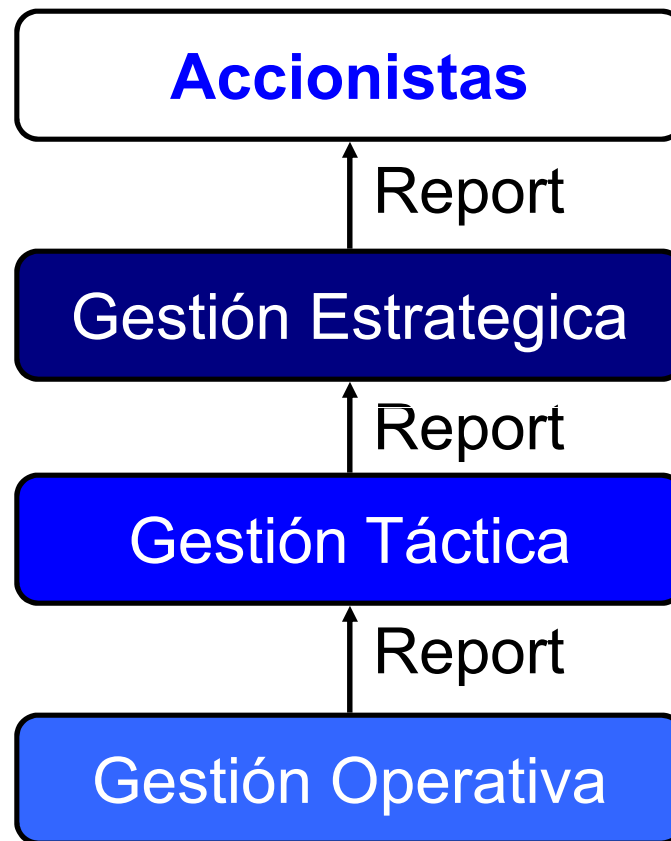 Accionistas
Report
Gestión Estrategica
Report
Gestión Táctica
Report
Gestión Operativa